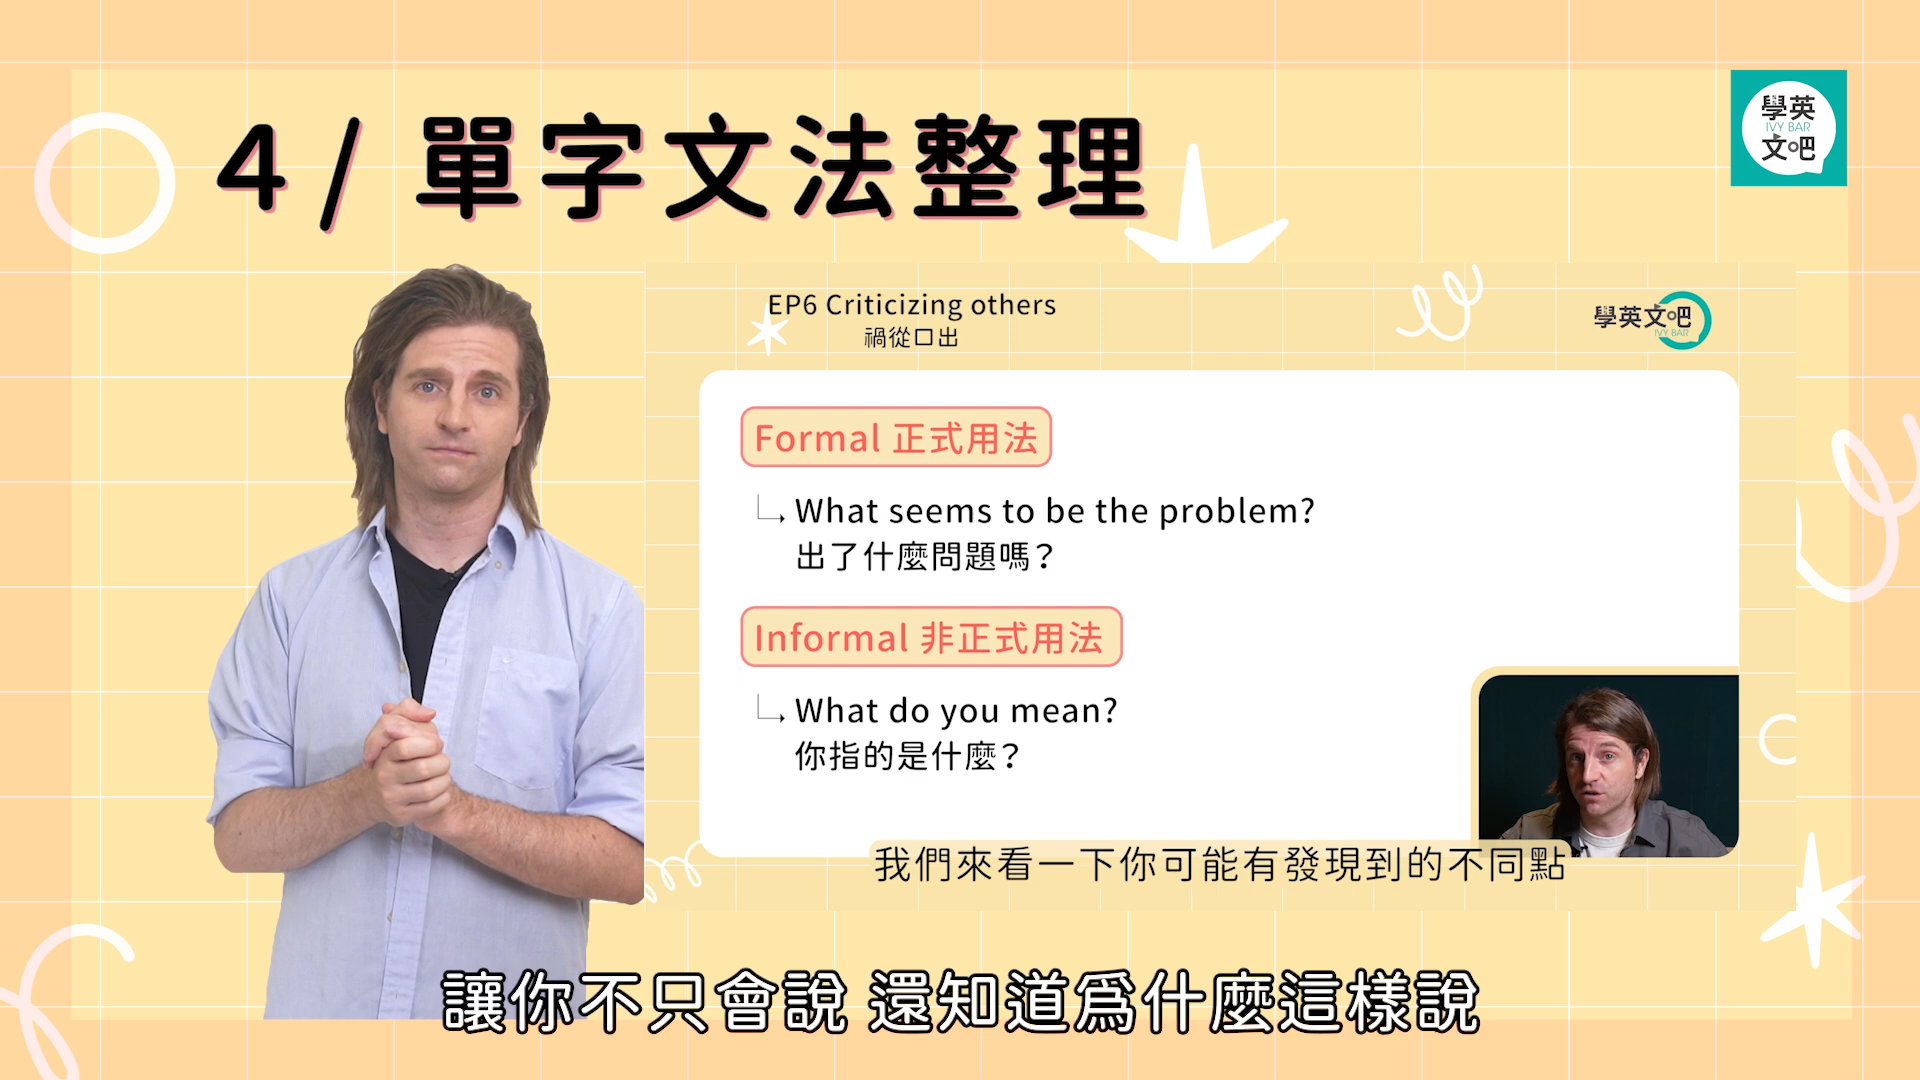 4/ 單字文法整理
學英
IVY BAR
文吧
EP6 Criticizing others
禍從口出
學英文吧
IVY BAR
Formal 正式用法
What seems to be the problem?
出了什麼問題嗎？
Informal 非正式用法
What do you mean?
你指的是什麼？
我們來看一下你可能有發現到的不同點
讓你不只會說 還知道為什麼這樣說